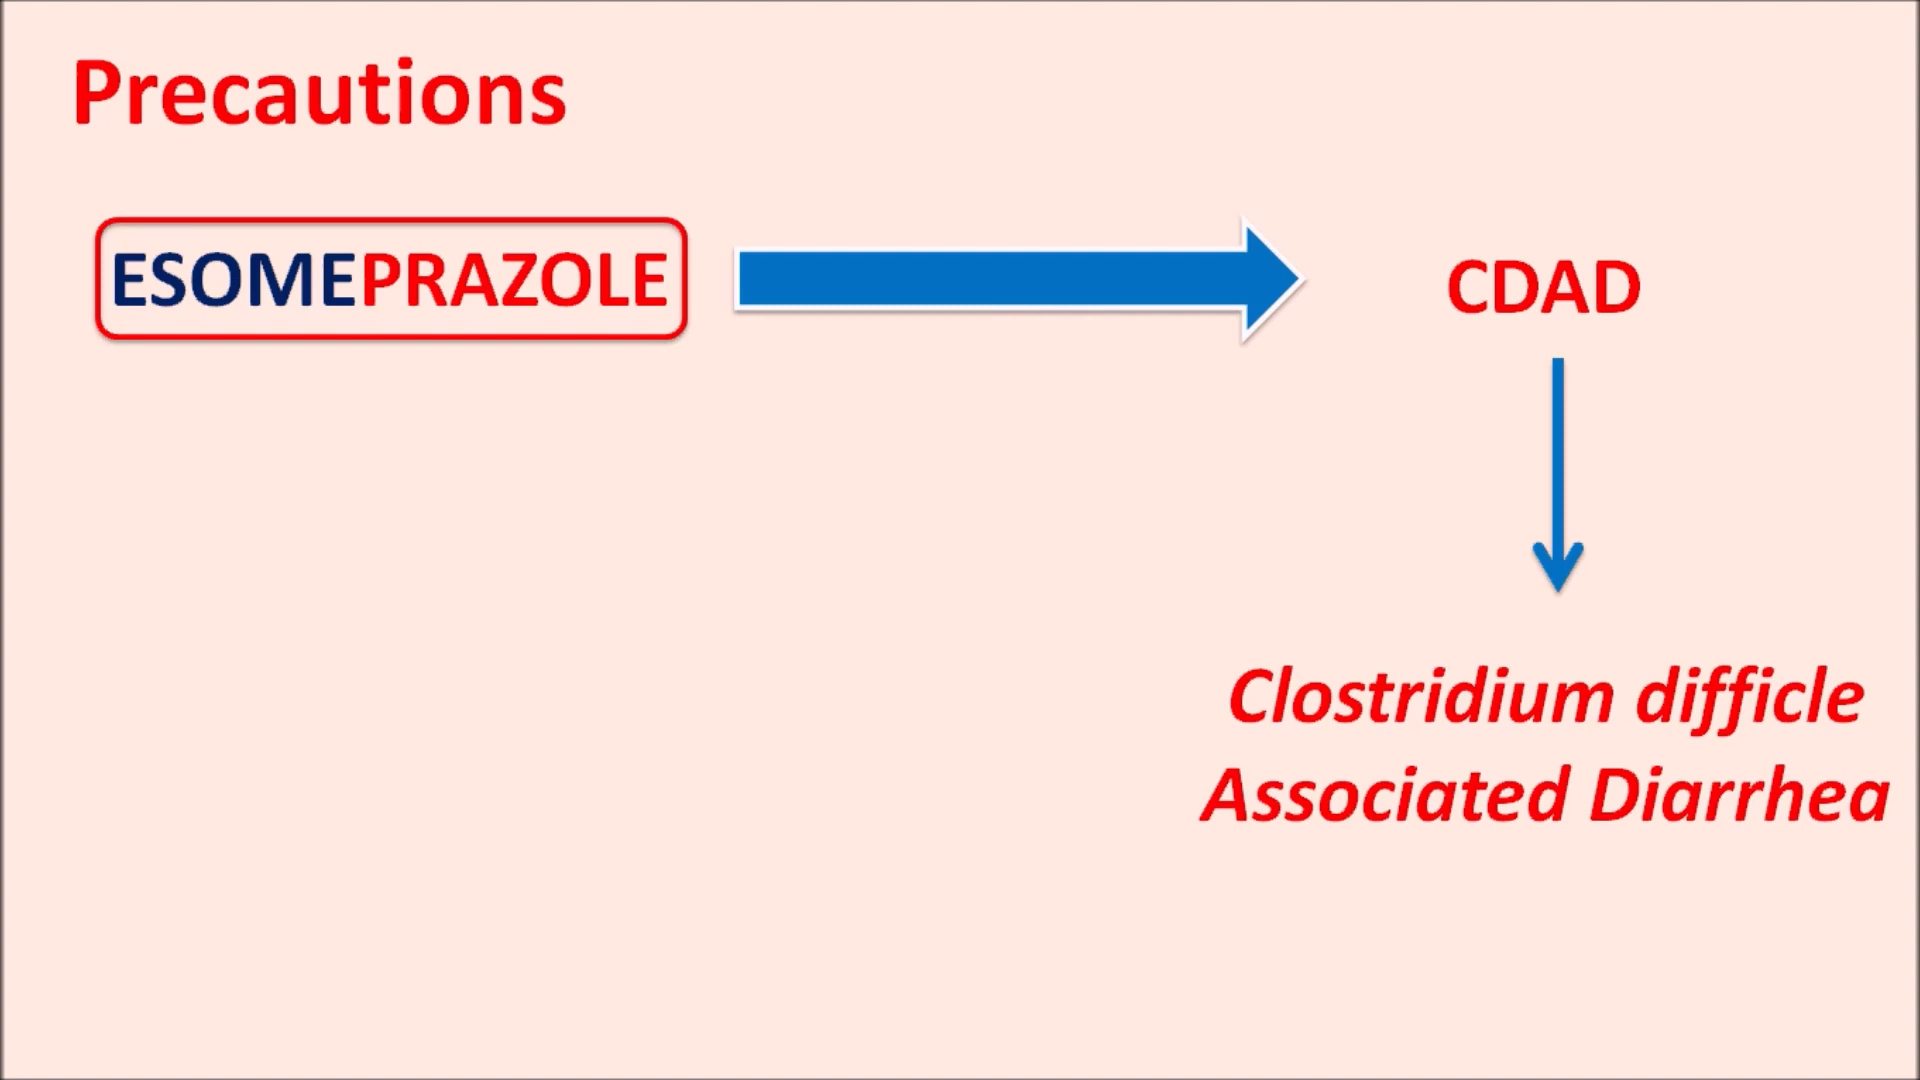 Precautions
ESOMEPRAZOLE
CDAD
Clostridium difficle
Associated Diarrhea